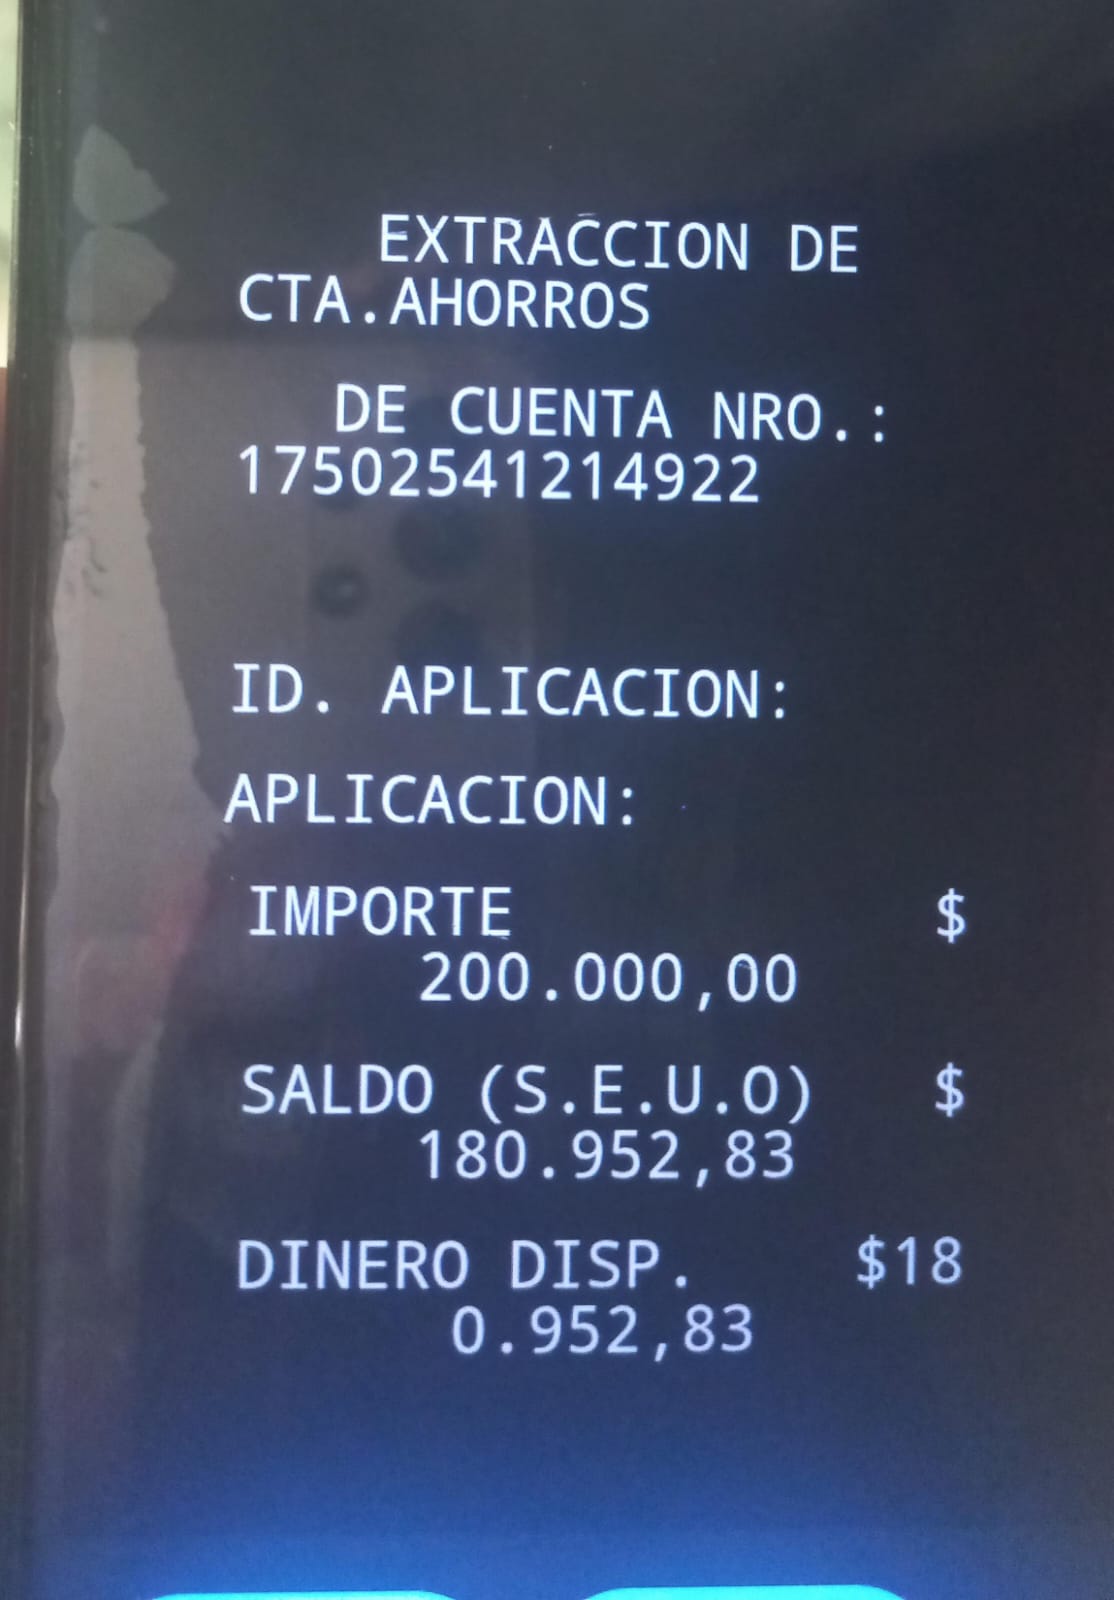 EXTRACCION DE
CTA.AHORROS
DE CUENTA NRO.:
17502541214922
ID. APLICACION:
APLICACION:
IMPORTE $
200.000,00
SALDO (S.E.U.O) $
180.952,83
DINERO DISP. $18
0.952,83